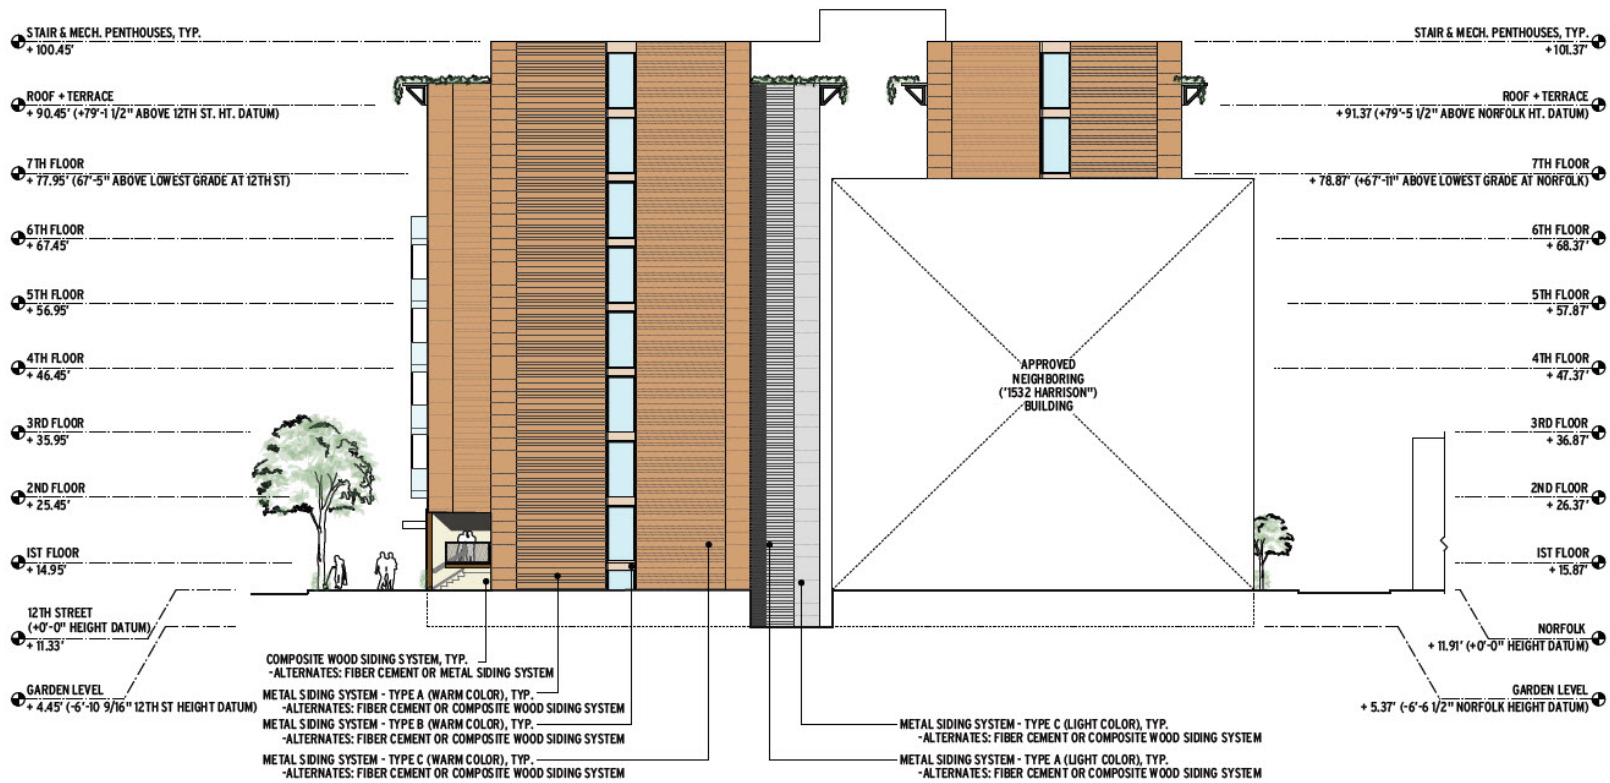 STAIR & MECH. PENTHOUSES, TYP.
+ 100.45'
ROOF + TERRACE
+ 90.45' (+79'-1 1/2" ABOVE 12TH ST. HT. DATUM)
7TH FLOOR
+ 77.95' (67'-5" ABOVE LOWEST GRADE AT 12TH ST)
6TH FLOOR
+ 67.45'
5TH FLOOR
+ 56.95'
4TH FLOOR
+ 46.45'
3RD FLOOR
+ 35.95'
2ND FLOOR
+ 25.45'
1ST FLOOR
+ 14.95'
12TH STREET
(+0'-0" HEIGHT DATUM)
+ 11.33'
GARDEN LEVEL
+ 4.45' (-6'-10 9/16" 12TH ST HEIGHT DATUM)
STAIR & MECH. PENTHOUSES, TYP.
+ 101.37'
ROOF + TERRACE
+ 91.37 (+79'-5 1/2" ABOVE NORFOLK HT. DATUM)
7TH FLOOR
+ 78.87' (+67'-11" ABOVE LOWEST GRADE AT NORFOLK)
6TH FLOOR
+ 68.37'
5TH FLOOR
+ 57.87'
4TH FLOOR
+ 47.37'
3RD FLOOR
+ 36.87'
2ND FLOOR
+ 26.37'
1ST FLOOR
+ 15.87'
NORFOLK
+ 11.91' (+0'-0" HEIGHT DATUM)
GARDEN LEVEL
+ 5.37' (-6'-6 1/2" NORFOLK HEIGHT DATUM)
APPROVED
NEIGHBORING
('1532 HARRISON")
BUILDING
COMPOSITE WOOD SIDING SYSTEM, TYP.
-ALTERNATES: FIBER CEMENT OR METAL SIDING SYSTEM
METAL SIDING SYSTEM - TYPE A (WARM COLOR), TYP.
-ALTERNATES: FIBER CEMENT OR COMPOSITE WOOD SIDING SYSTEM
METAL SIDING SYSTEM - TYPE B (WARM COLOR), TYP.
-ALTERNATES: FIBER CEMENT OR COMPOSITE WOOD SIDING SYSTEM
METAL SIDING SYSTEM - TYPE C (WARM COLOR), TYP.
-ALTERNATES: FIBER CEMENT OR COMPOSITE WOOD SIDING SYSTEM
METAL SIDING SYSTEM - TYPE C (LIGHT COLOR), TYP.
-ALTERNATES: FIBER CEMENT OR COMPOSITE WOOD SIDING SYSTEM
METAL SIDING SYSTEM - TYPE A (LIGHT COLOR), TYP.
-ALTERNATES: FIBER CEMENT OR COMPOSITE WOOD SIDING SYSTEM